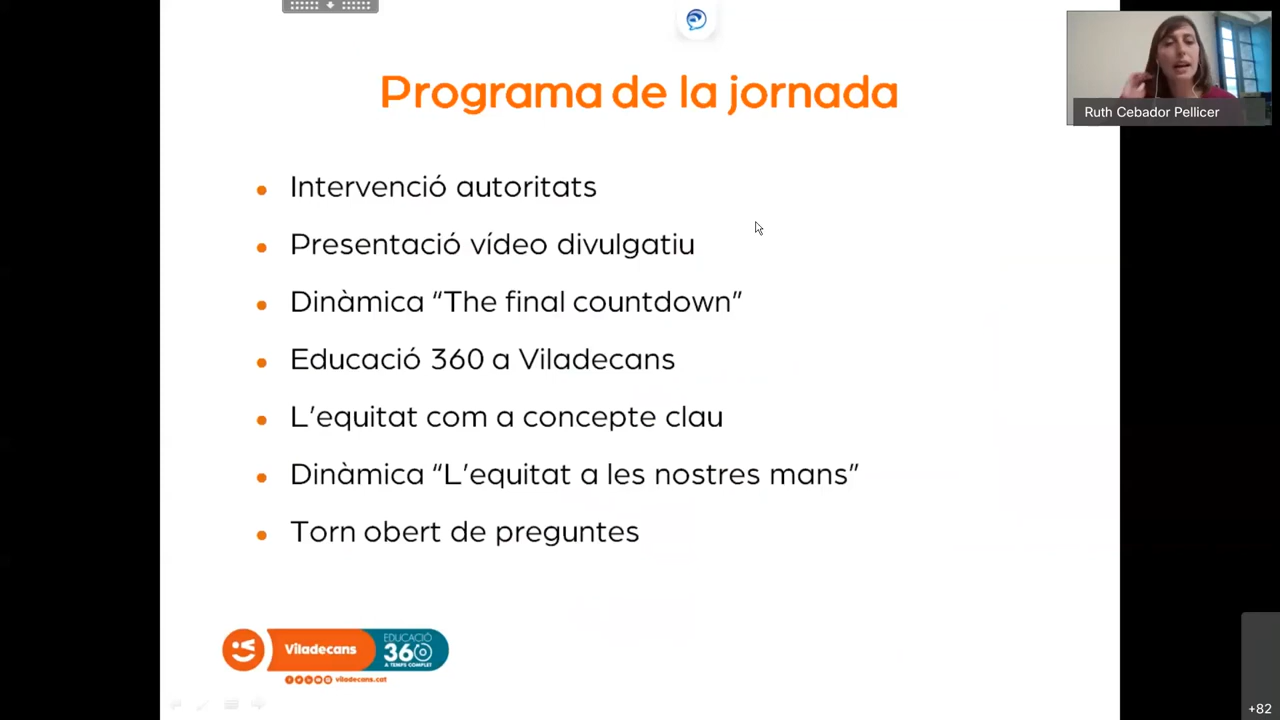 Programa de la jornada
Ruth Cebador Pellicer
Intervenció autoritats
Presentació vídeo divulgatiu
Dinàmica “The final countdown”
Educació 360 a Viladecans
L’equitat com a concepte clau
Dinàmica “L’equitat a les nostres mans”
Torn obert de preguntes
Viladecans
EDUCACIÓ
360
A TEMPS COMPLET
viladecans.cat
+82